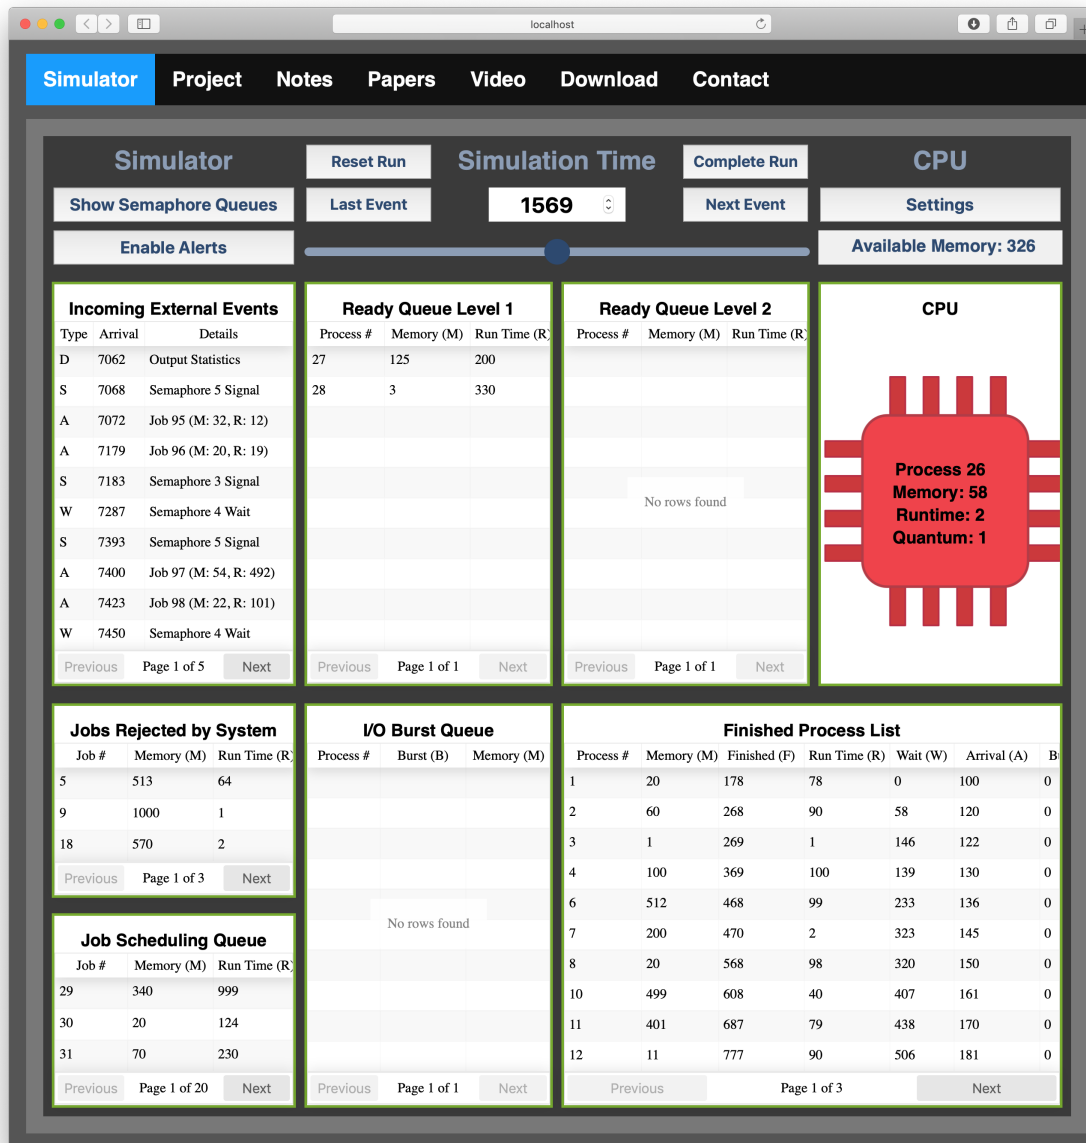 localhost
Simulator Project Notes Papers Video Download Contact
Simulator
Reset Run
Simulation Time
Complete Run
CPU
Show Semaphore Queues
Last Event
1569
Next Event
Settings
Enable Alerts
Available Memory: 326
Incoming External Events
Type Arrival Details
D 7062 Output Statistics
S 7068 Semaphore 5 Signal
A 7072 Job 95 (M: 32, R: 12)
A 7179 Job 96 (M: 20, R: 19)
S 7183 Semaphore 3 Signal
W 7287 Semaphore 4 Wait
S 7393 Semaphore 5 Signal
A 7400 Job 97 (M: 54, R: 492)
A 7423 Job 98 (M: 22, R: 101)
W 7450 Semaphore 4 Wait
Previous Page 1 of 5 Next
Ready Queue Level 1
Process # Memory (M) Run Time (R)
27 125 200
28 3 330
Previous Page 1 of 1 Next
Ready Queue Level 2
Process # Memory (M) Run Time (R)
No rows found
Previous Page 1 of 1 Next
CPU
Process 26
Memory: 58
Runtime: 2
Quantum: 1
Jobs Rejected by System
Job # Memory (M) Run Time (R)
5 513 64
9 1000 1
18 570 2
Previous Page 1 of 3 Next
Job Scheduling Queue
Job # Memory (M) Run Time (R)
29 340 999
30 20 124
31 70 230
Previous Page 1 of 20 Next
I/O Burst Queue
Process # Burst (B) Memory (M)
No rows found
Previous Page 1 of 1 Next
Finished Process List
Process # Memory (M) Finished (F) Run Time (R) Wait (W) Arrival (A)
1 20 178 78 0 100 0
2 60 268 90 58 120 0
3 1 269 1 146 122 0
4 100 369 100 139 130 0
6 512 468 99 233 136 0
7 200 470 2 323 145 0
8 20 568 98 320 150 0
10 499 608 40 407 161 0
11 401 687 79 438 170 0
12 11 777 90 506 181 0
Previous Page 1 of 3 Next